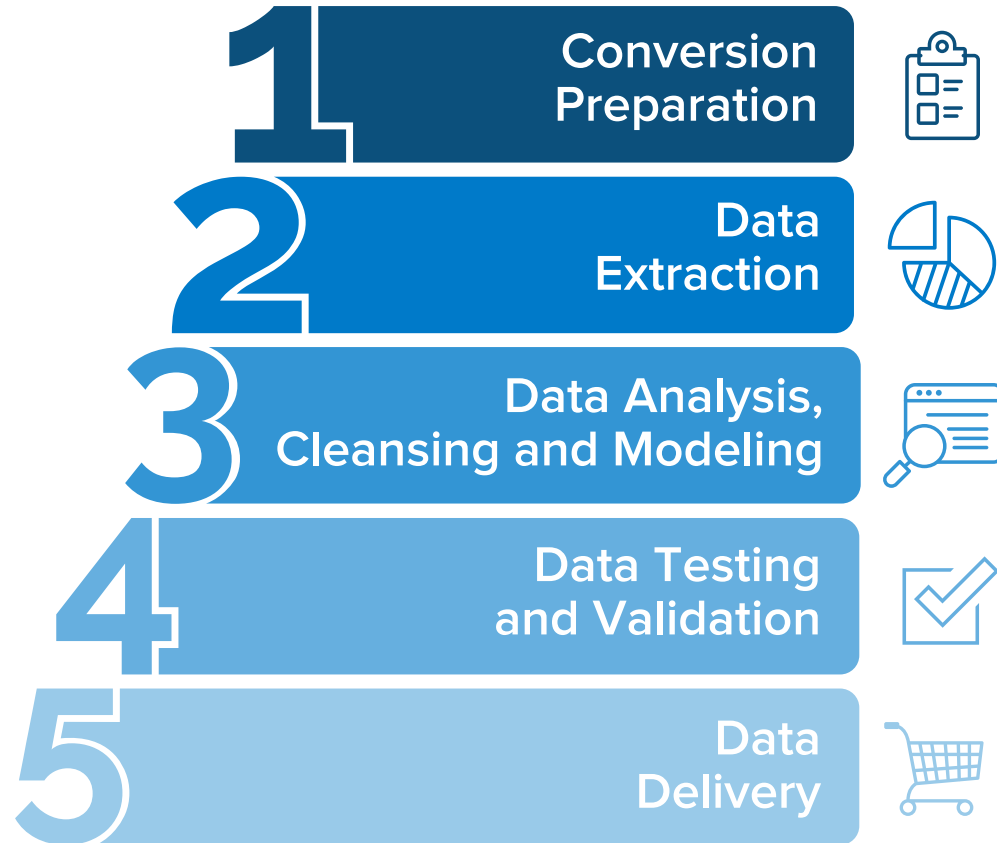 1
Conversion
Preparation
2
Data
Extraction
3
Data Analysis,
Cleansing and Modeling
4
Data Testing
and Validation
5
Data
Delivery